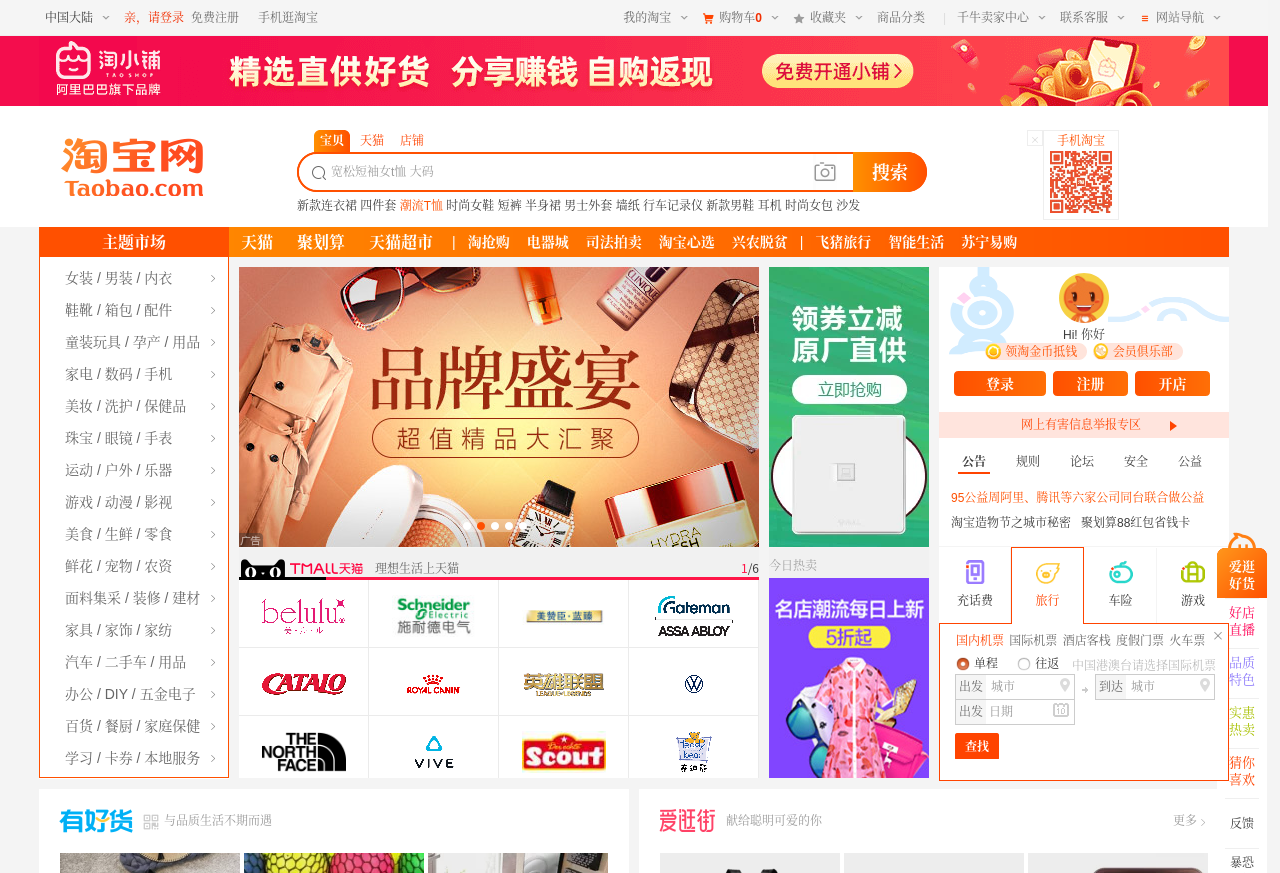 中国大陆 亲，请登录 免费注册 手机逛淘宝 我的淘宝 购物车0 收藏夹 商品分类 千牛卖家中心 联系客服 网站导航
淘小铺
TAO SHOP
阿里巴巴旗下品牌
精选直供好货 分享赚钱 自购返现
免费开通小铺
淘宝网
Taobao.com
宝贝 天猫 店铺
宽松短袖女t恤 大码
搜索
新款连衣裙 四件套 潮流T恤 时尚女鞋 短裤 半身裙 男士外套 墙纸 行车记录仪 新款男鞋 耳机 时尚女包 沙发
手机淘宝
主题市场 天猫 聚划算 天猫超市 | 淘抢购 电器城 司法拍卖 淘宝心选 兴农脱贫 | 飞猪旅行 智能生活 苏宁易购
女装 / 男装 / 内衣
鞋靴 / 箱包 / 配件
童装玩具 / 孕产 / 用品
家电 / 数码 / 手机
美妆 / 洗护 / 保健品
珠宝 / 眼镜 / 手表
运动 / 户外 / 乐器
游戏 / 动漫 / 影视
美食 / 生鲜 / 零食
鲜花 / 宠物 / 农资
面料集采 / 装修 / 建材
家具 / 家饰 / 家纺
汽车 / 二手车 / 用品
办公 / DIY / 五金电子
百货 / 餐厨 / 家庭保健
学习 / 卡券 / 本地服务
品牌盛宴
超值精品大汇聚
广告
TMALL天猫 理想生活上天猫 1/6
belulu
美·六·ル
Schneider
Electric
施耐德电气
美赞臣·蓝臻
Gateman
ASSA ABLOY
CATALO
ROYAL CANIN
英雄联盟
LEAGUE OF LEGENDS
THE
NORTH
FACE
VIVE
Scout
领券立减
原厂直供
立即抢购
今日热卖
名店潮流每日上新
5折起
Hi! 你好
领淘金币抵钱 会员俱乐部
登录 注册 开店
网上有害信息举报专区
公告 规则 论坛 安全 公益
95公益周阿里、腾讯等六家公司同台联合做公益
淘宝造物节之城市秘密 聚划算88红包省钱卡
充话费 旅行 车险 游戏
国内机票 国际机票 酒店客栈 度假门票 火车票
单程 往返 中国港澳台请选择国际机票
出发 城市 到达 城市
出发 日期
查找
爱逛
好货
好店
直播
品质
特色
实惠
热卖
猜你
喜欢
反馈
暴恐
有好货 与品质生活不期而遇
爱逛街 献给聪明可爱的你 更多